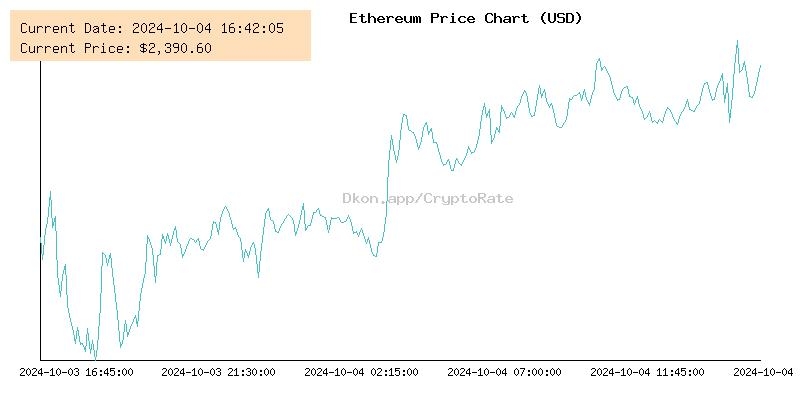 Ethereum Price Chart (USD)
Current Date: 2024-10-04 16:42:05
Current Price: $2,390.60
Dkon.app/CryptoRate
2024-10-03 16:45:00 2024-10-03 21:30:00 2024-10-04 02:15:00 2024-10-04 07:00:00 2024-10-04 11:45:00 2024-10-04